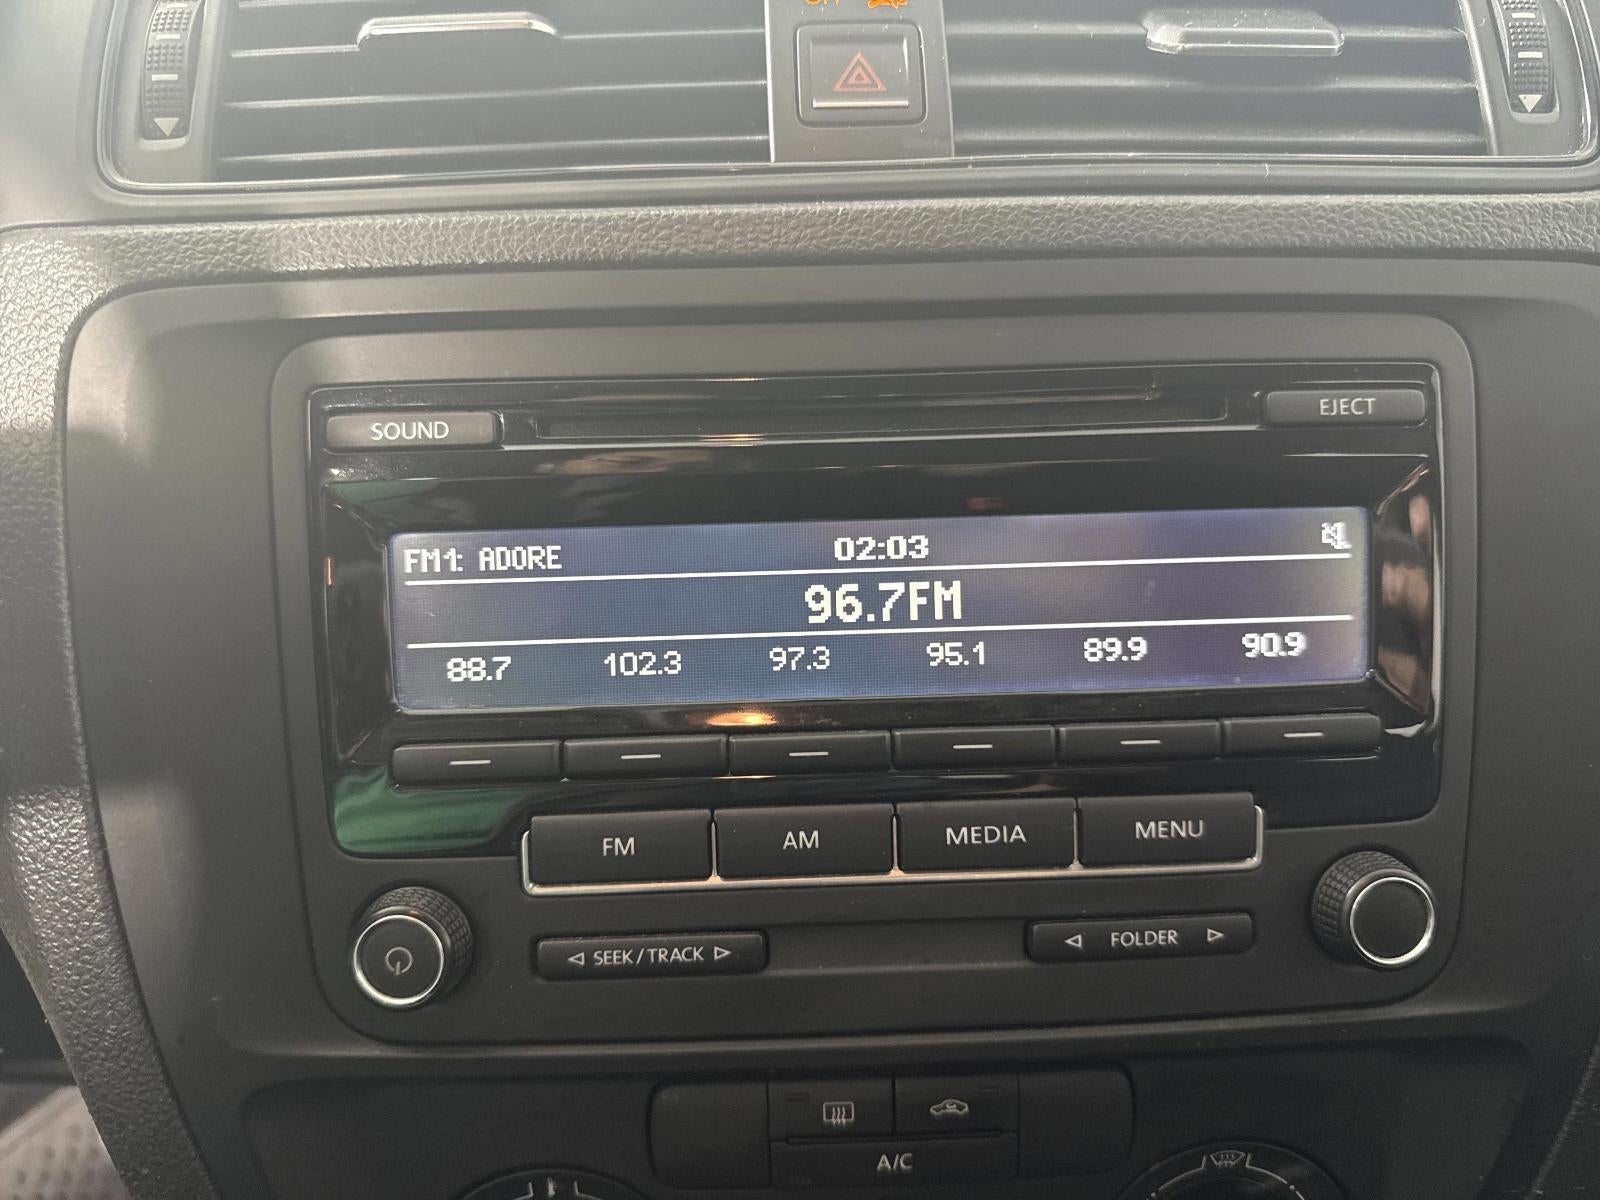 SOUND
EJECT
FM1: ADORE 02:03
96.7FM
88.7 102.3 97.3 95.1 89.9 90.9
FM AM MEDIA MENU
◁ SEEK/TRACK ▷ ◁ FOLDER ▷
A/C